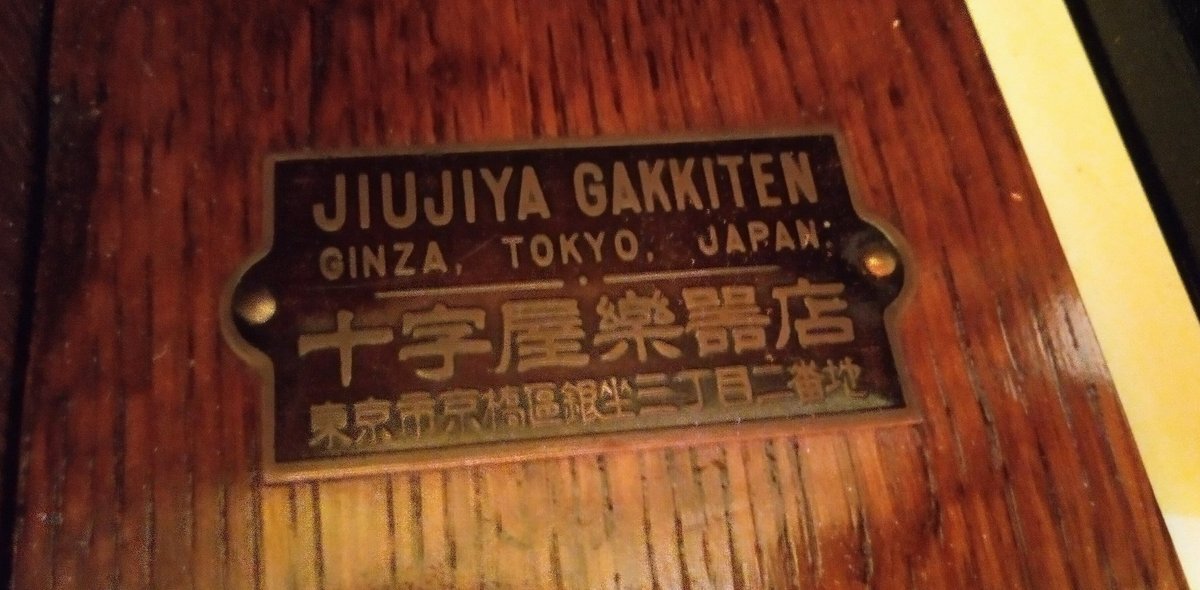 JIUJIYA GAKKITEN
GINZA, TOKYO, JAPAN.
十字屋樂器店
東京市京橋區銀坐三丁目二番地